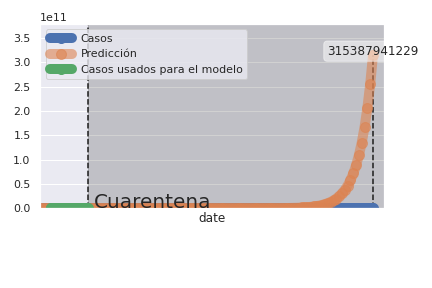 1e11
3.5
3.0
2.5
2.0
1.5
1.0
0.5
0.0
Casos
Predicción
Casos usados para el modelo
315387941229
Cuarentena
date